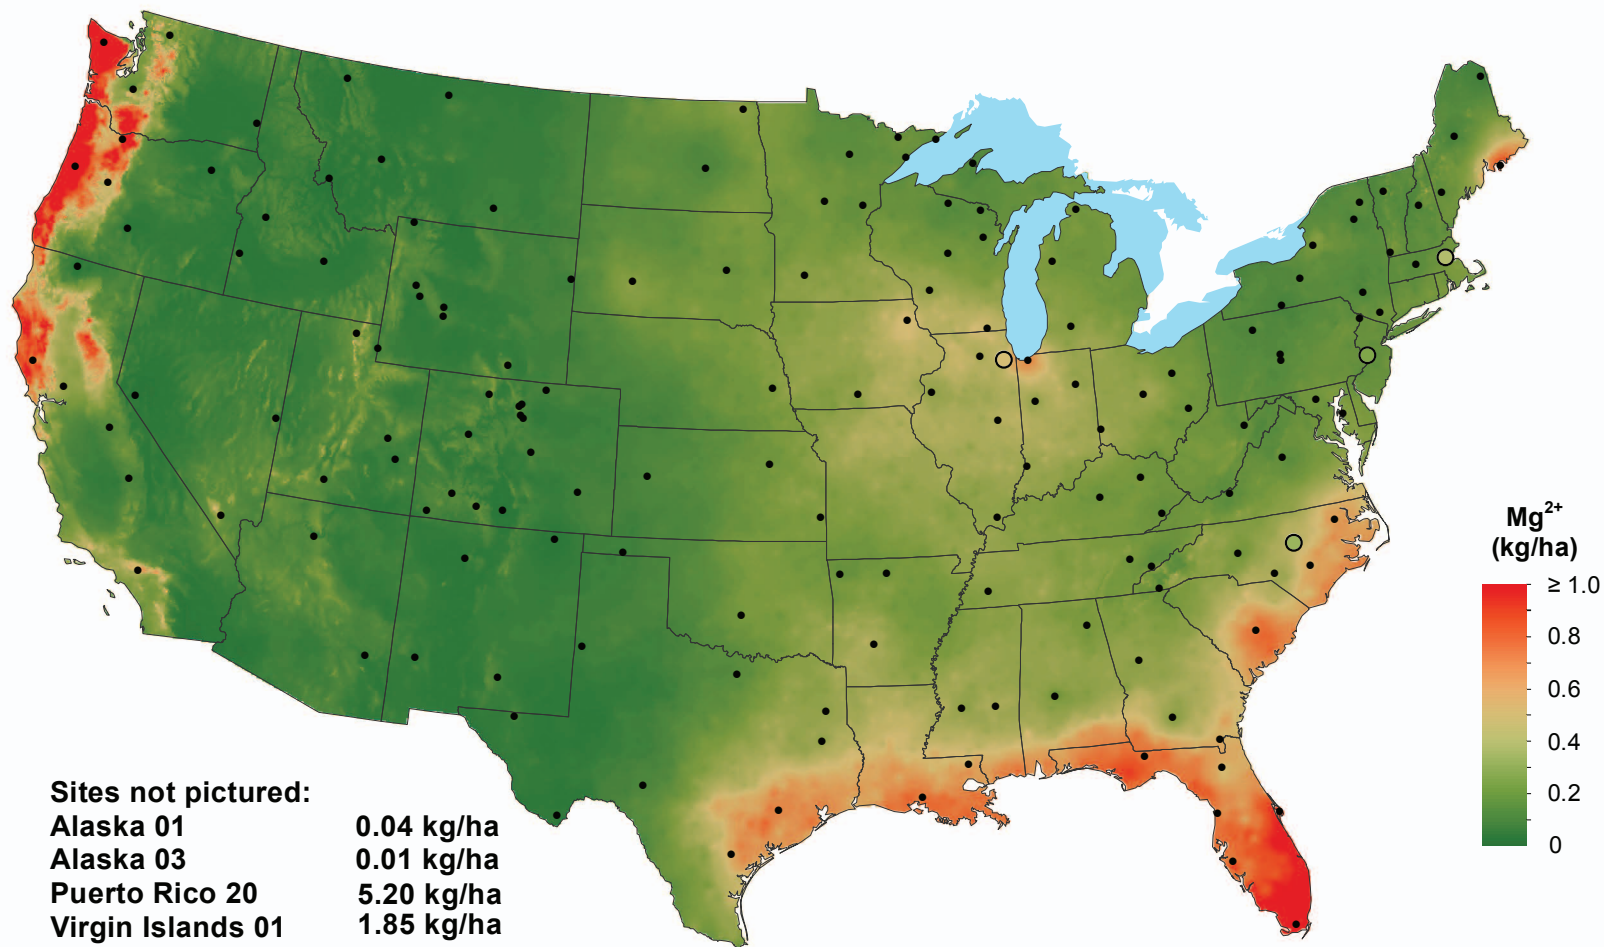 Mg2+
(kg/ha)
≥ 1.0
0.8
0.6
0.4
0.2
0
Sites not pictured:
Alaska 01 0.04 kg/ha
Alaska 03 0.01 kg/ha
Puerto Rico 20 5.20 kg/ha
Virgin Islands 01 1.85 kg/ha